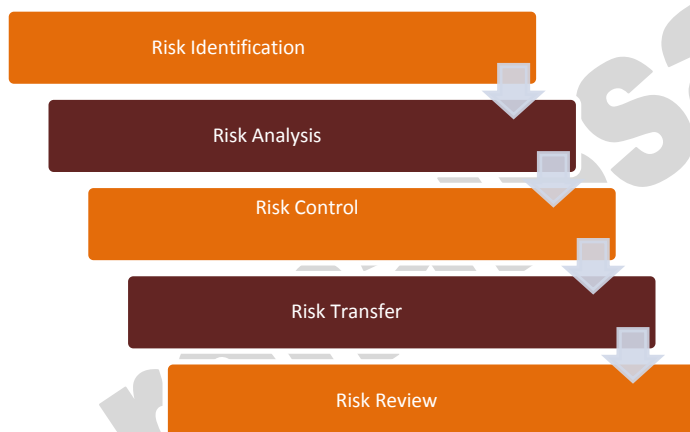 Risk Identification
Risk Analysis
Risk Control
Risk Transfer
Risk Review